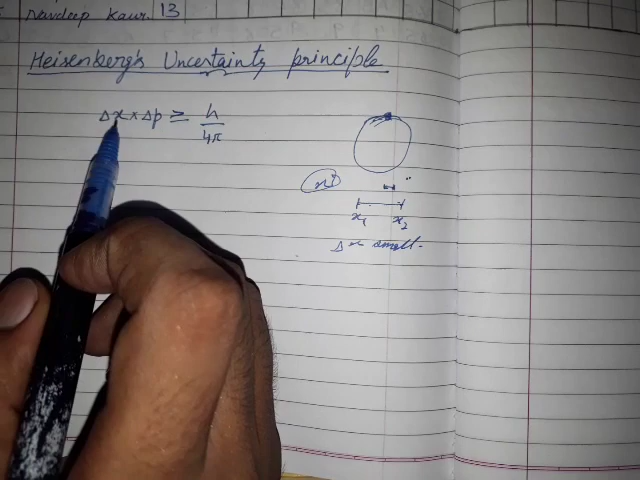 Navdeep Kaur. 13
Heisenberg's Uncertainty principle
Δx × Δp ≥ h
4π
x₁ x₂
Δx small.